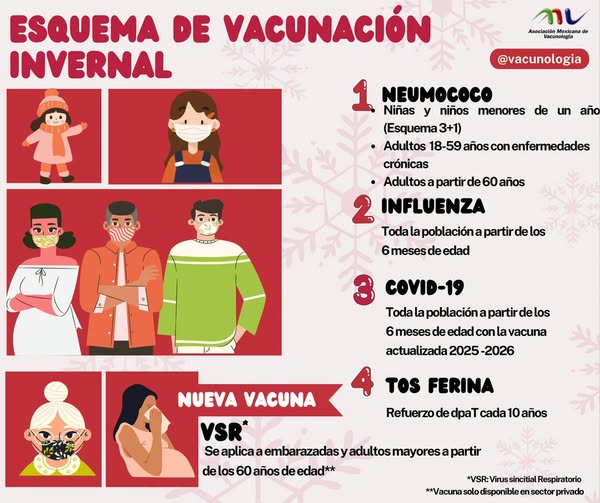 ESQUEMA DE VACUNACIÓN
INVERNAL
Asociación Mexicana de
Vacunología
@vacunologia
1 NEUMOCOCO
• Niñas y niños menores de un año
(Esquema 3+1)
• Adultos 18-59 años con enfermedades
crónicas
• Adultos a partir de 60 años
2 INFLUENZA
Toda la población a partir de los
6 meses de edad
3 COVID-19
Toda la población a partir de los
6 meses de edad con la vacuna
actualizada 2025 -2026
4 TOS FERINA
Refuerzo de dpaT cada 10 años
NUEVA VACUNA
VSR*
Se aplica a embarazadas y adultos mayores a partir
de los 60 años de edad**
*VSR: Virus sincitial Respiratorio
**Vacuna solo disponible en sector privado